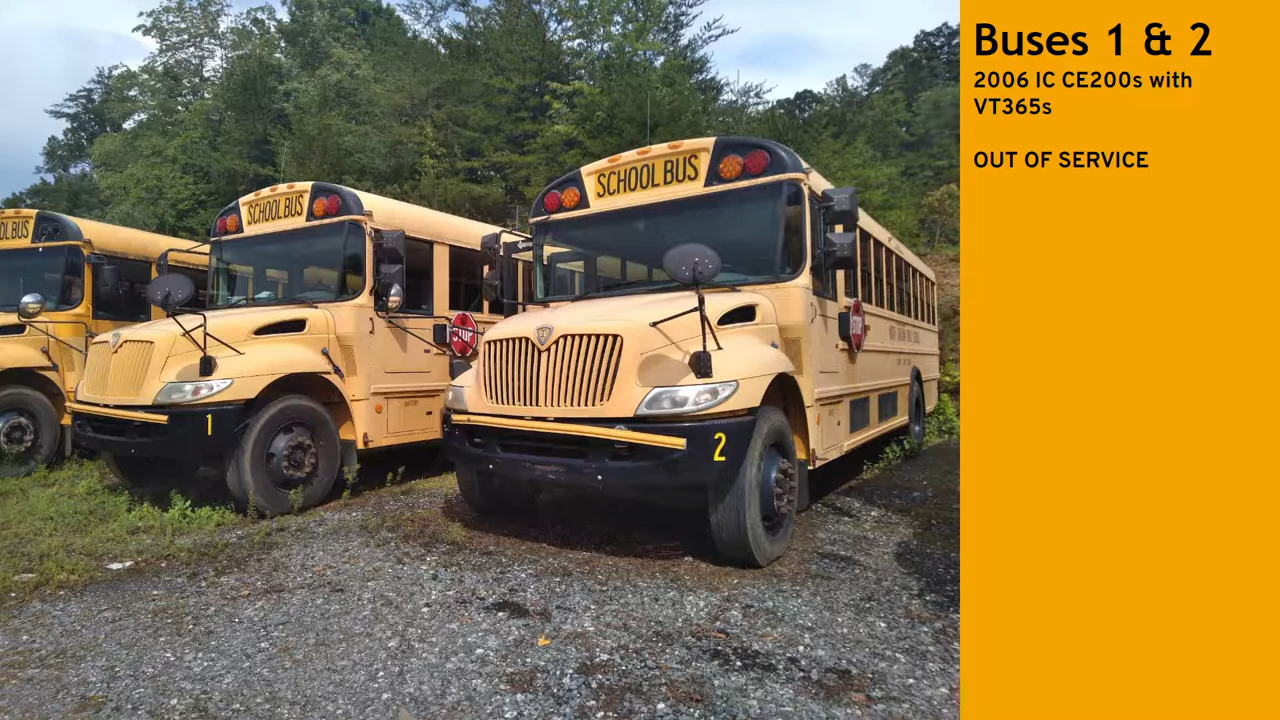 Buses 1 & 2
2006 IC CE200s with
VT365s
OUT OF SERVICE
OL BUS
SCHOOL BUS
SCHOOL BUS
STOP
STOP
1
2